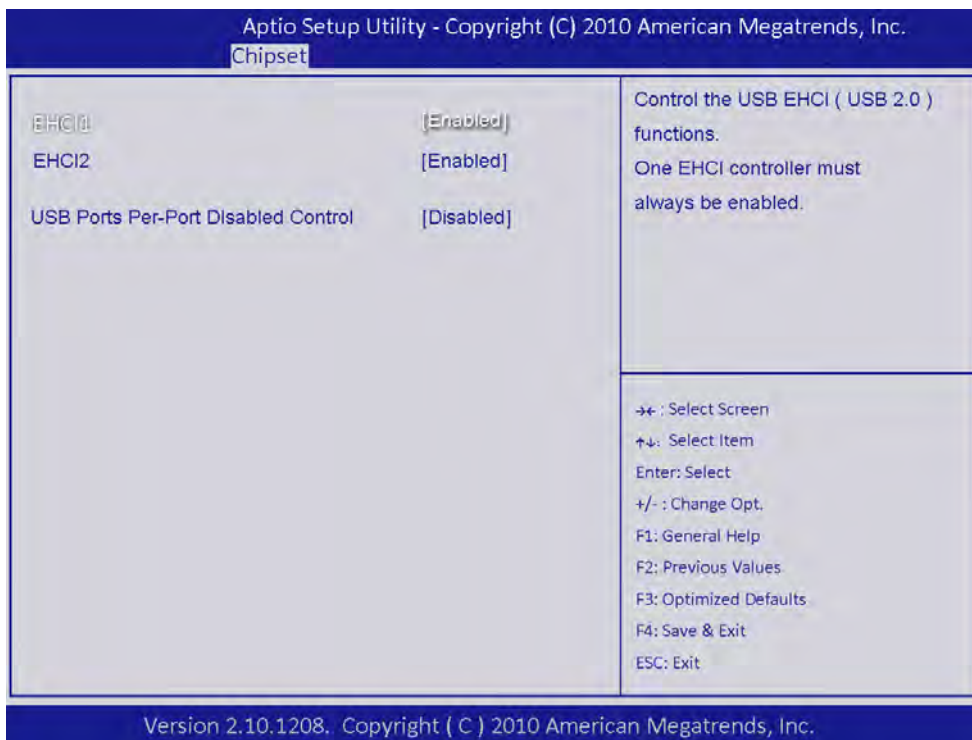 Aptio Setup Utility - Copyright (C) 2010 American Megatrends, Inc.
Chipset
EHCI1 [Enabled]
EHCI2 [Enabled]
USB Ports Per-Port Disabled Control [Disabled]
Control the USB EHCI ( USB 2.0 )
functions.
One EHCI controller must
always be enabled.
→←: Select Screen
↑↓: Select Item
Enter: Select
+/- : Change Opt.
F1: General Help
F2: Previous Values
F3: Optimized Defaults
F4: Save & Exit
ESC: Exit
Version 2.10.1208. Copyright ( C ) 2010 American Megatrends, Inc.